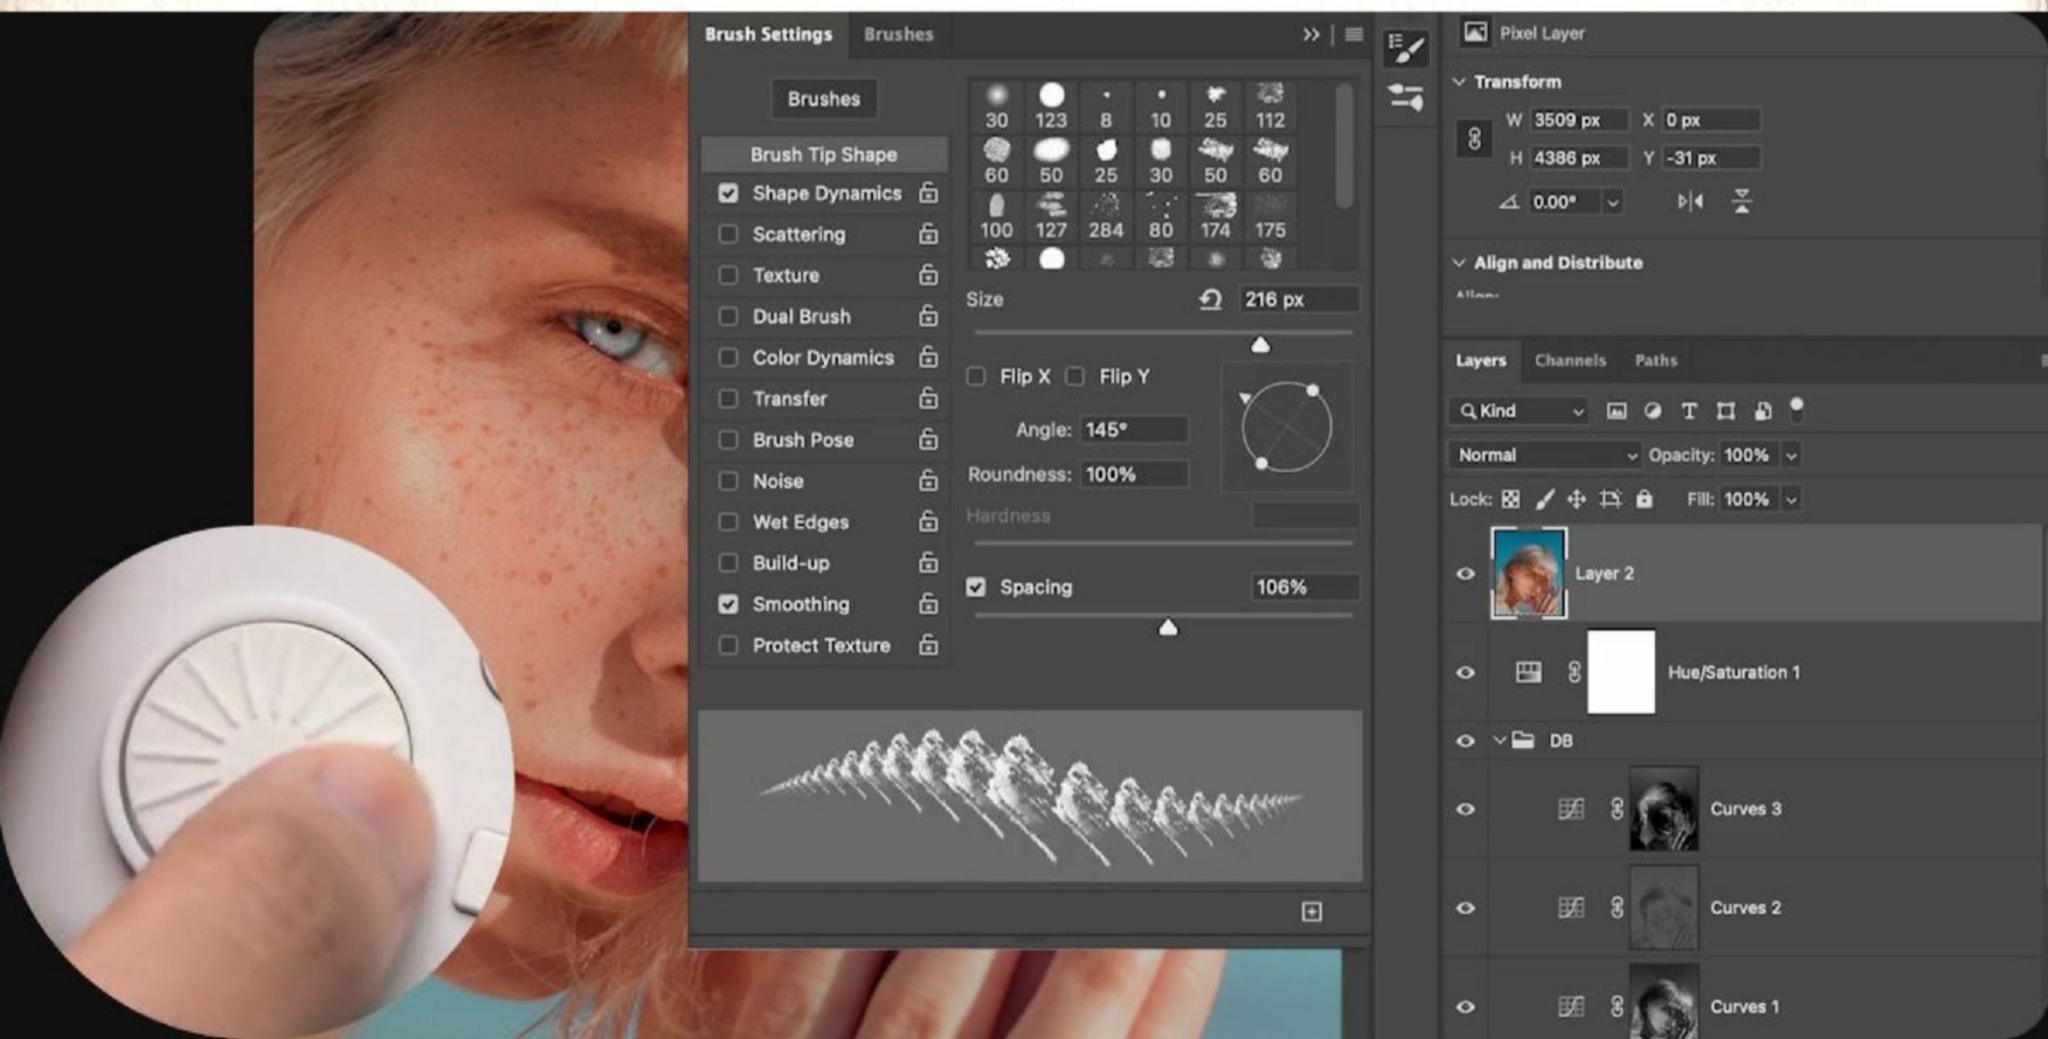 Brush Settings Brushes
Brushes
Brush Tip Shape
Shape Dynamics
Scattering
Texture
Dual Brush
Color Dynamics
Transfer
Brush Pose
Noise
Wet Edges
Build-up
Smoothing
Protect Texture
30 123 8 10 25 112
60 50 25 30 50 60
100 127 284 80 174 175
Size 216 px
Flip X Flip Y
Angle: 145°
Roundness: 100%
Hardness
Spacing 106%
Pixel Layer
Transform
W 3509 px X 0 px
H 4386 px Y -31 px
0.00°
Align and Distribute
Align:
Layers Channels Paths
Kind
Normal Opacity: 100%
Lock: Fill: 100%
Layer 2
Hue/Saturation 1
DB
Curves 3
Curves 2
Curves 1